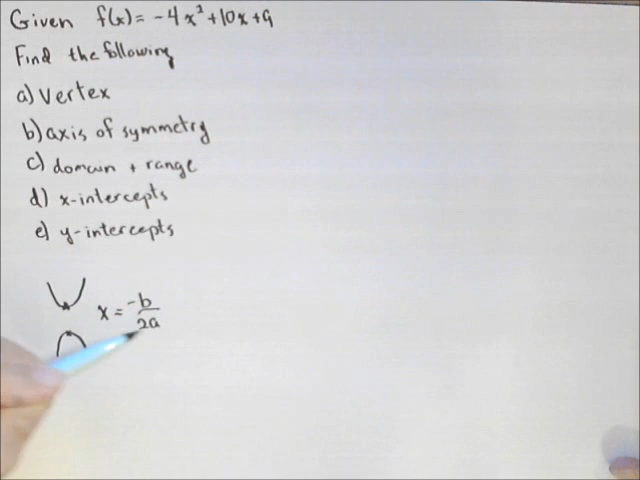 Given f(x) = -4x² + 10x + 9
Find the following
a) Vertex
b) axis of symmetry
c) domain + range
d) x-intercepts
e) y-intercepts
x = -b/2a